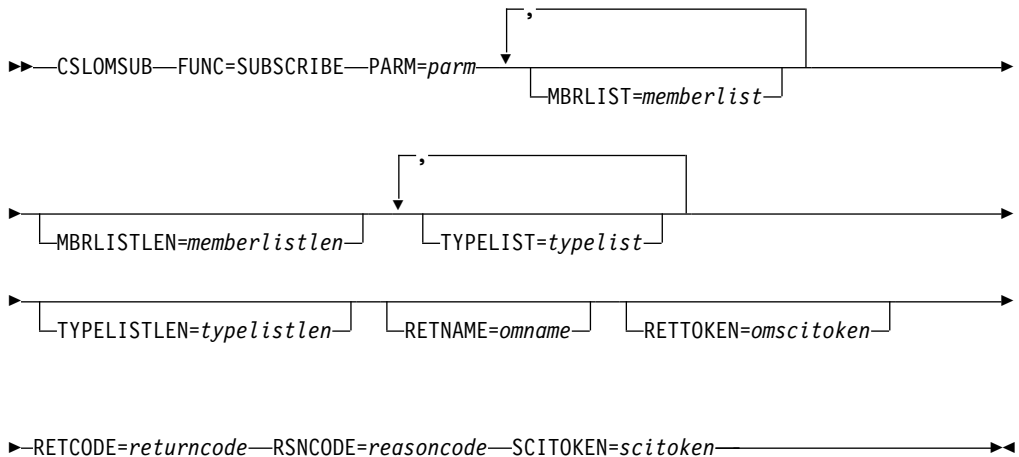 ,
CSLOMSUB FUNC=SUBSCRIBE PARM=parm
MBRLIST=memberlist
,
MBRLISTLEN=memberlistlen TYPELIST=typelist
TYPELISTLEN=typelistlen RETNAME=omname RETTOKEN=omscitoken
RETCODE=returncode RSNCODE=reasoncode SCITOKEN=scitoken